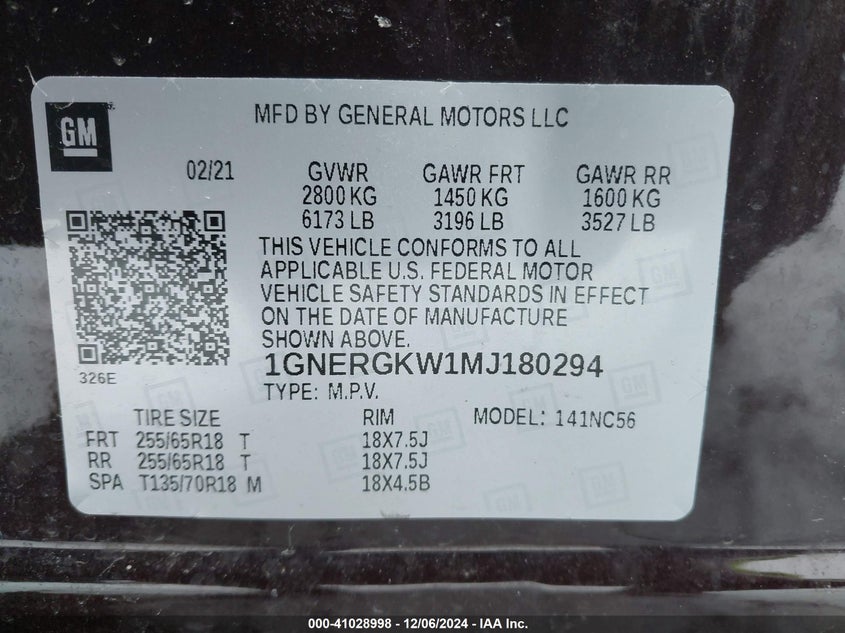 GM
MFD BY GENERAL MOTORS LLC
02/21 GVWR GAWR FRT GAWR RR
2800 KG 1450 KG 1600 KG
6173 LB 3196 LB 3527 LB
THIS VEHICLE CONFORMS TO ALL
APPLICABLE U.S. FEDERAL MOTOR
VEHICLE SAFETY STANDARDS IN EFFECT
ON THE DATE OF MANUFACTURE
SHOWN ABOVE.
326E
1GNERGKW1MJ180294
TYPE: M.P.V.
TIRE SIZE RIM MODEL: 141NC56
FRT 255/65R18 T 18X7.5J
RR 255/65R18 T 18X7.5J
SPA T135/70R18 M 18X4.5B
000-41028998 - 12/06/2024 - IAA Inc.